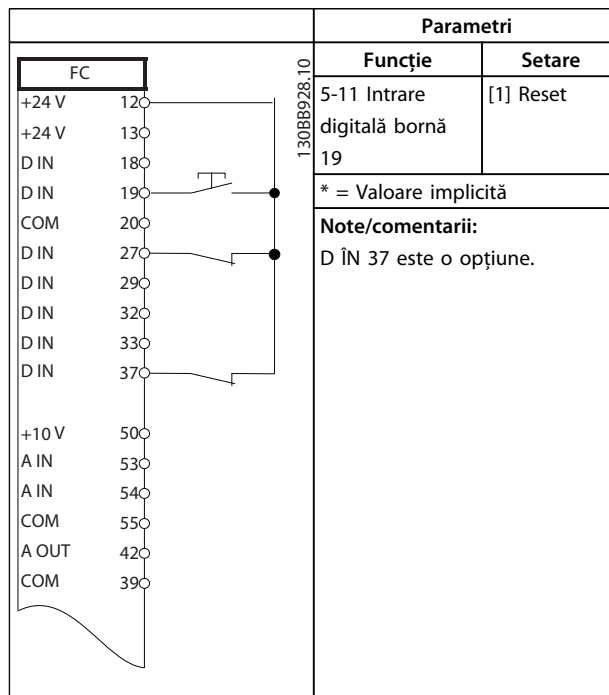 Parametri
Funcție Setare
5-11 Intrare
digitală bornă
19
[1] Reset
* = Valoare implicită
Note/comentarii:
D ÎN 37 este o opțiune.
FC
+24 V 12
+24 V 13
D IN 18
D IN 19
COM 20
D IN 27
D IN 29
D IN 32
D IN 33
D IN 37
+10 V 50
A IN 53
A IN 54
COM 55
A OUT 42
COM 39
130BB928.10